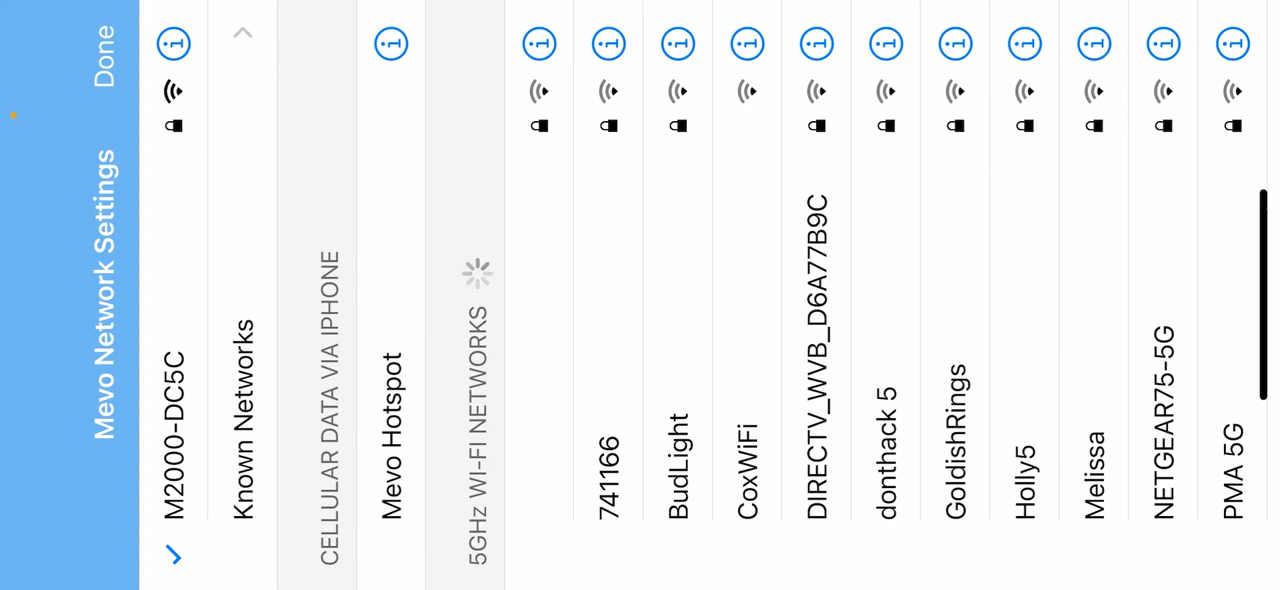 Mevo Network Settings Done
M2000-DC5C
Known Networks
CELLULAR DATA VIA IPHONE
Mevo Hotspot
5GHz WI-FI NETWORKS
741166
BudLight
CoxWiFi
DIRECTV_WVB_D6A77B9C
donthack 5
GoldishRings
Holly5
Melissa
NETGEAR75-5G
PMA 5G